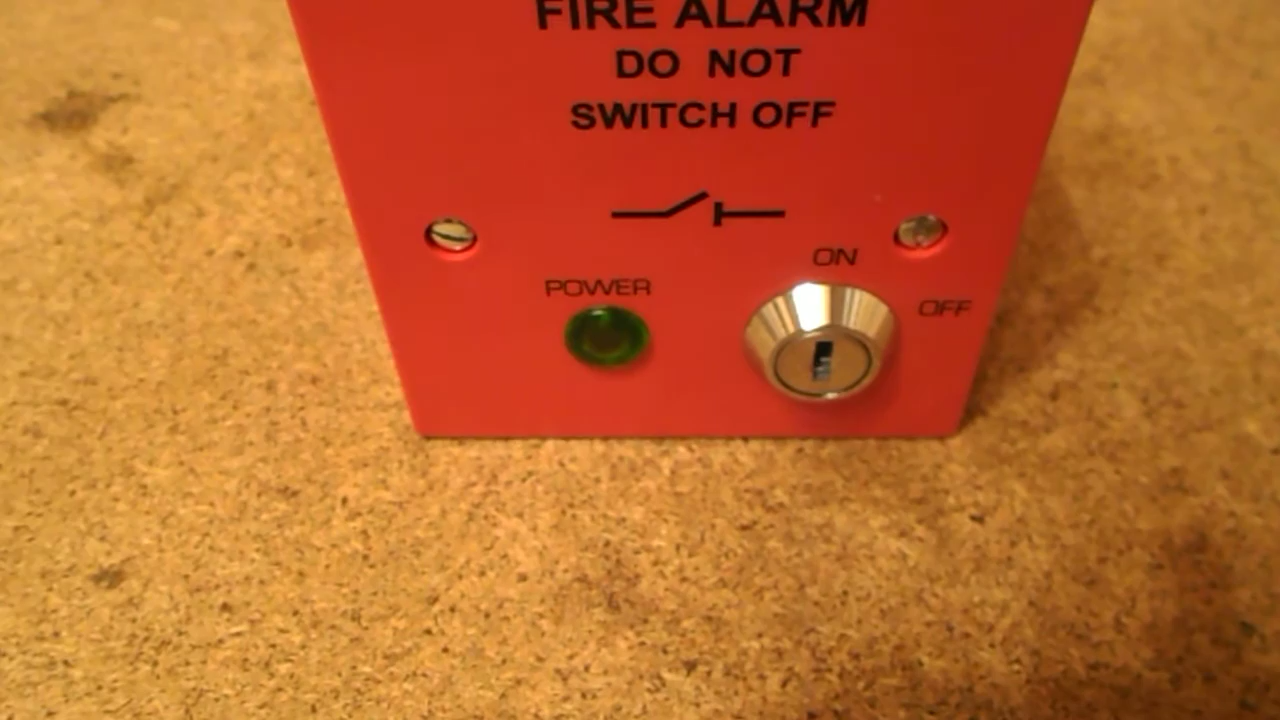 FIRE ALARM
DO NOT
SWITCH OFF
ON
POWER
OFF